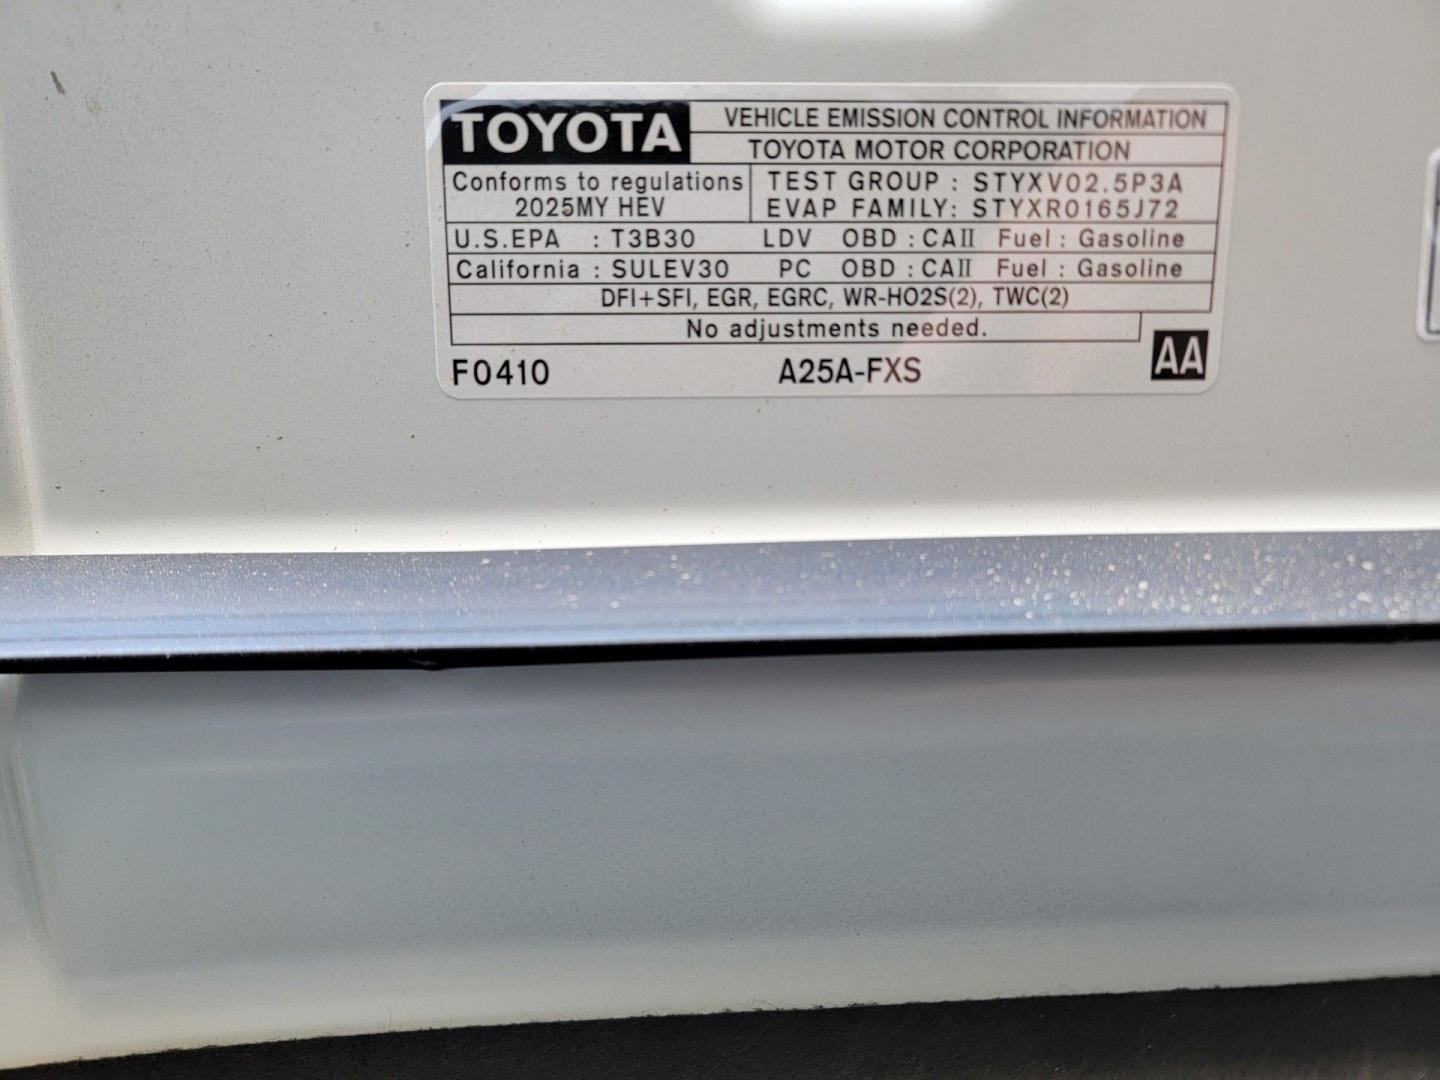 TOYOTA
VEHICLE EMISSION CONTROL INFORMATION
TOYOTA MOTOR CORPORATION
Conforms to regulations
2025MY HEV
TEST GROUP : STYXV02.5P3A
EVAP FAMILY: STYXR0165J72
U.S.EPA : T3B30 LDV OBD : CAII Fuel : Gasoline
California : SULEV30 PC OBD : CAII Fuel : Gasoline
DFI+SFI, EGR, EGRC, WR-HO2S(2), TWC(2)
No adjustments needed.
F0410 A25A-FXS AA